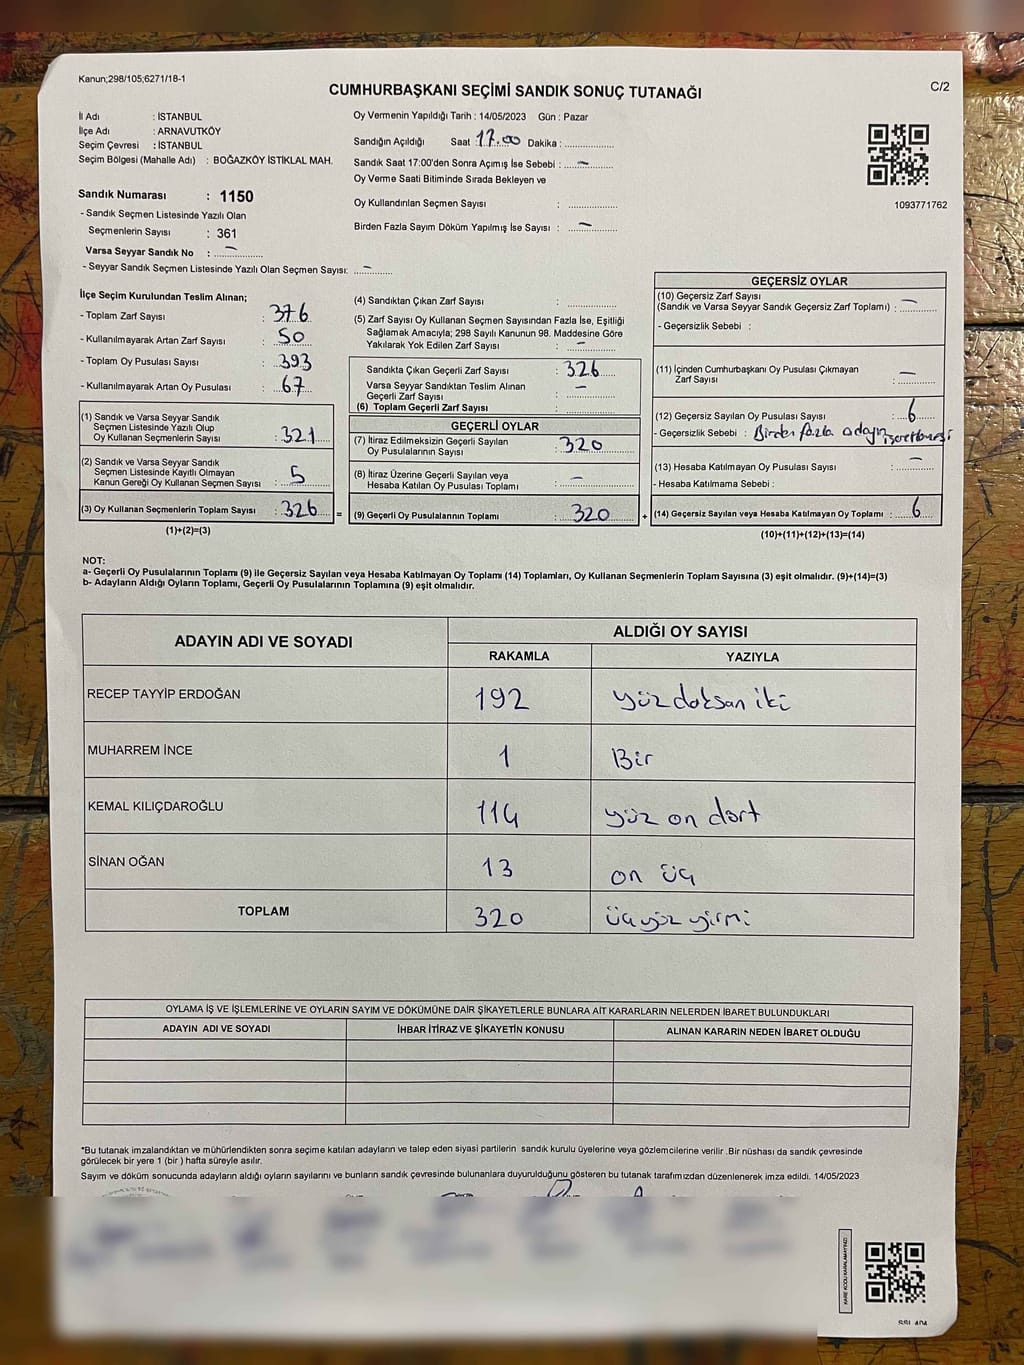 Kanun;298/105;6271/18-1
CUMHURBAŞKANI SEÇİMİ SANDIK SONUÇ TUTANAĞI
C/2
İl Adı : İSTANBUL
İlçe Adı : ARNAVUTKÖY
Seçim Çevresi : İSTANBUL
Seçim Bölgesi (Mahalle Adı) : BOĞAZKÖY İSTİKLAL MAH.
Sandık Numarası : 1150
- Sandık Seçmen Listesinde Yazılı Olan
Seçmenlerin Sayısı : 361
Varsa Seyyar Sandık No : –
- Seyyar Sandık Seçmen Listesinde Yazılı Olan Seçmen Sayısı: –
Oy Vermenin Yapıldığı Tarih : 14/05/2023 Gün : Pazar
Sandığın Açıldığı Saat : 17.00 Dakika :
Sandık Saat 17:00'den Sonra Açımış İse Sebebi : –
Oy Verme Saati Bitiminde Sırada Bekleyen ve
Oy Kullandırılan Seçmen Sayısı :
Birden Fazla Sayım Döküm Yapılmış İse Sayısı : –
1093771762
İlçe Seçim Kurulundan Teslim Alınan;
- Toplam Zarf Sayısı : 376
- Kullanılmayarak Artan Zarf Sayısı : 50
- Toplam Oy Pusulası Sayısı : 393
- Kullanılmayarak Artan Oy Pusulası : 67
(1) Sandık ve Varsa Seyyar Sandık
Seçmen Listesinde Yazılı Olup
Oy Kullanan Seçmenlerin Sayısı : 321
(2) Sandık ve Varsa Seyyar Sandık
Seçmen Listesinde Kayıtlı Olmayan
Kanun Gereği Oy Kullanan Seçmen Sayısı : 5
(3) Oy Kullanan Seçmenlerin Toplam Sayısı : 326 =
(1)+(2)=(3)
(4) Sandıktan Çıkan Zarf Sayısı :
(5) Zarf Sayısı Oy Kullanan Seçmen Sayısından Fazla İse, Eşitliği
Sağlamak Amacıyla; 298 Sayılı Kanunun 98. Maddesine Göre
Yakılarak Yok Edilen Zarf Sayısı : –
Sandıkta Çıkan Geçerli Zarf Sayısı : 326
Varsa Seyyar Sandıktan Teslim Alınan
Geçerli Zarf Sayısı : –
(6) Toplam Geçerli Zarf Sayısı :
GEÇERLİ OYLAR
(7) İtiraz Edilmeksizin Geçerli Sayılan
Oy Pusulalarının Sayısı : 320
(8) İtiraz Üzerine Geçerli Sayılan veya
Hesaba Katılan Oy Pusulası Toplamı : –
(9) Geçerli Oy Pusulalarının Toplamı : 320 +
GEÇERSİZ OYLAR
(10) Geçersiz Zarf Sayısı
(Sandık ve Varsa Seyyar Sandık Geçersiz Zarf Toplamı) : –
- Geçersizlik Sebebi :
(11) İçinden Cumhurbaşkanı Oy Pusulası Çıkmayan
Zarf Sayısı : –
(12) Geçersiz Sayılan Oy Pusulası Sayısı : 6
- Geçersizlik Sebebi : Birden fazla adayın işaretlemesi
(13) Hesaba Katılmayan Oy Pusulası Sayısı : –
- Hesaba Katılmama Sebebi :
(14) Geçersiz Sayılan veya Hesaba Katılmayan Oy Toplamı : 6
(10)+(11)+(12)+(13)=(14)
NOT:
a- Geçerli Oy Pusulalarının Toplamı (9) ile Geçersiz Sayılan veya Hesaba Katılmayan Oy Toplamı (14) Toplamları, Oy Kullanan Seçmenlerin Toplam Sayısına (3) eşit olmalıdır. (9)+(14)=(3)
b- Adayların Aldığı Oyların Toplamı, Geçerli Oy Pusulalarının Toplamına (9) eşit olmalıdır.
ADAYIN ADI VE SOYADI
ALDIĞI OY SAYISI
RAKAMLA YAZIYLA
RECEP TAYYİP ERDOĞAN 192 yüz doksan iki
MUHARREM İNCE 1 Bir
KEMAL KILIÇDAROĞLU 114 yüz on dört
SİNAN OĞAN 13 on üç
TOPLAM 320 üç yüz yirmi
OYLAMA İŞ VE İŞLEMLERİNE VE OYLARIN SAYIM VE DÖKÜMÜNE DAİR ŞİKAYETLERLE BUNLARA AİT KARARLARIN NELERDEN İBARET BULUNDUKLARI
ADAYIN ADI VE SOYADI İHBAR İTİRAZ VE ŞİKAYETİN KONUSU ALINAN KARARIN NEDEN İBARET OLDUĞU
*Bu tutanak imzalandıktan ve mühürlendikten sonra seçime katılan adayların ve talep eden siyasi partilerin sandık kurulu üyelerine veya gözlemcilerine verilir .Bir nüshası da sandık çevresinde
görülecek bir yere 1 (bir ) hafta süreyle asılır.
Sayım ve döküm sonucunda adayların aldığı oyların sayılarını ve bunların sandık çevresinde bulunanlara duyurulduğunu gösteren bu tutanak tarafımızdan düzenlenerek imza edildi. 14/05/2023